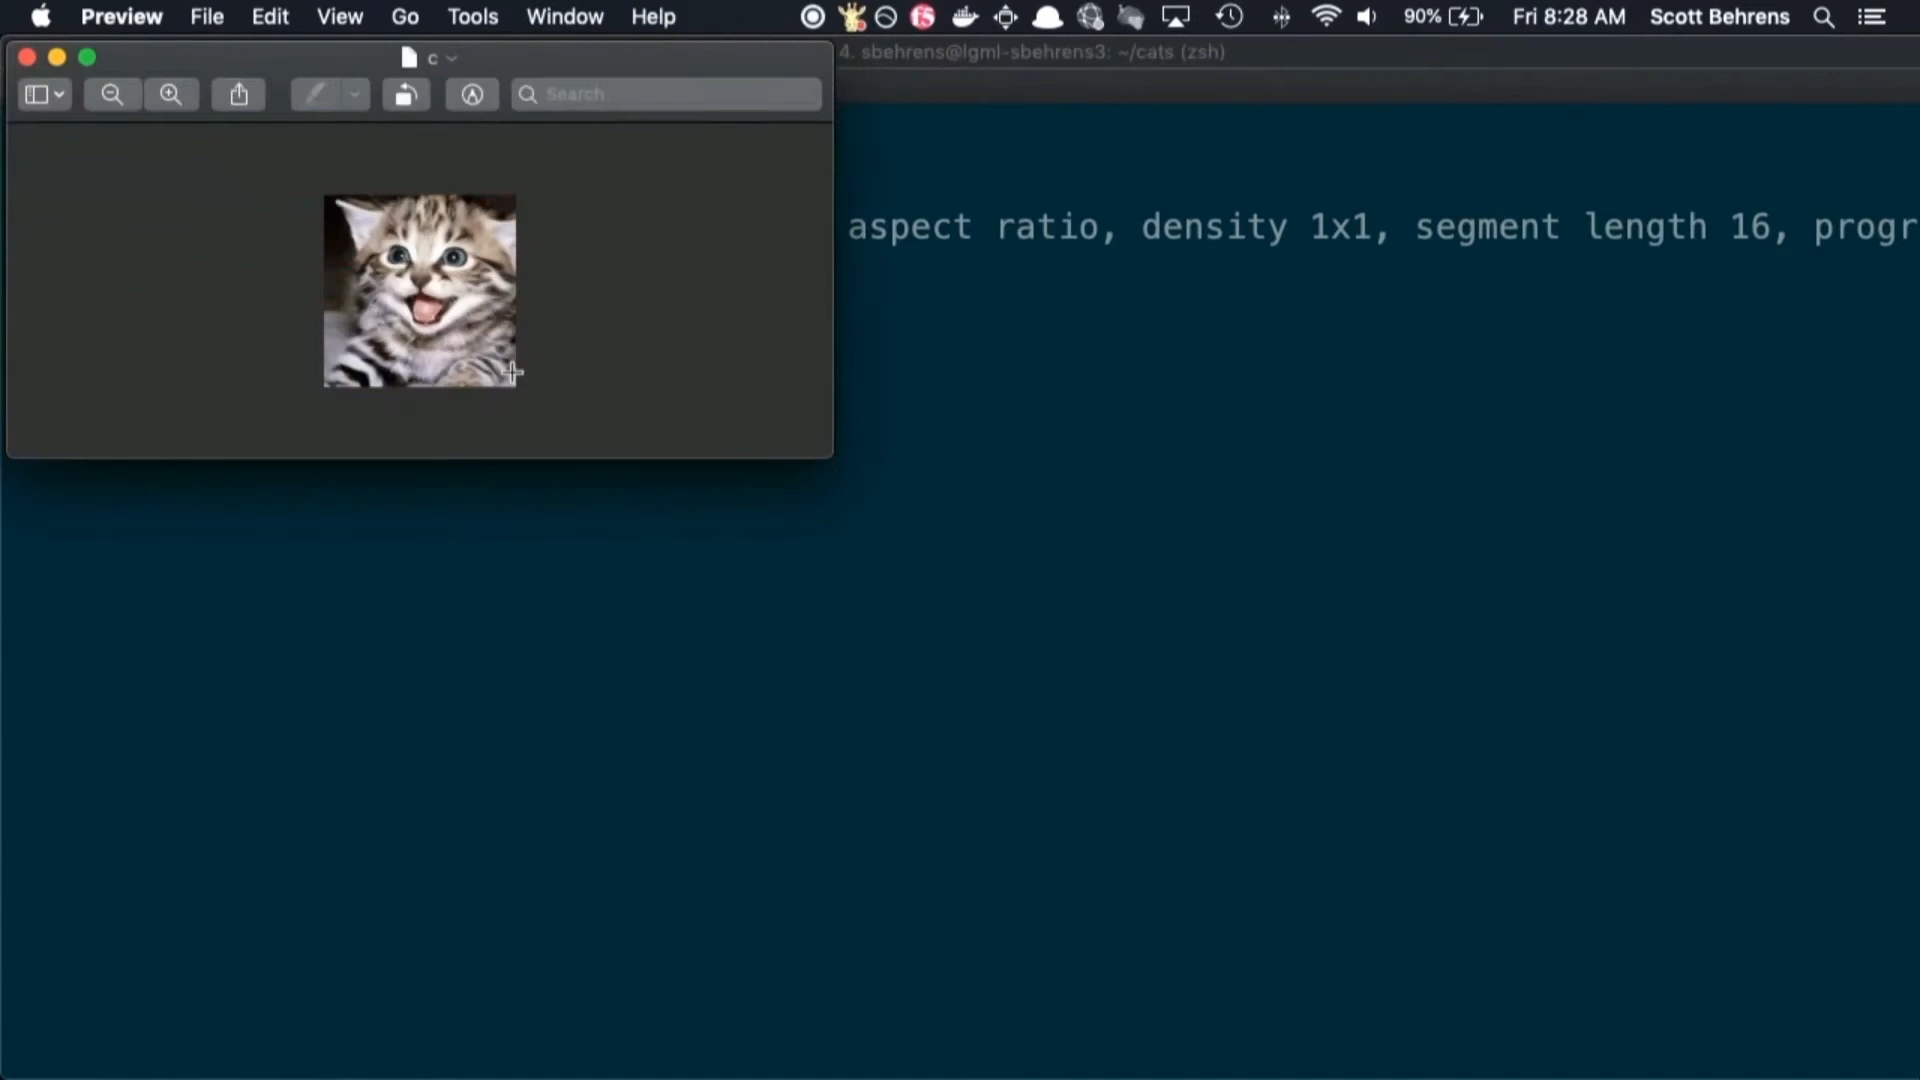 Preview File Edit View Go Tools Window Help 90% Fri 8:28 AM Scott Behrens
c
4. sbehrens@lgml-sbehrens3: ~/cats (zsh)
Search
aspect ratio, density 1x1, segment length 16, progr